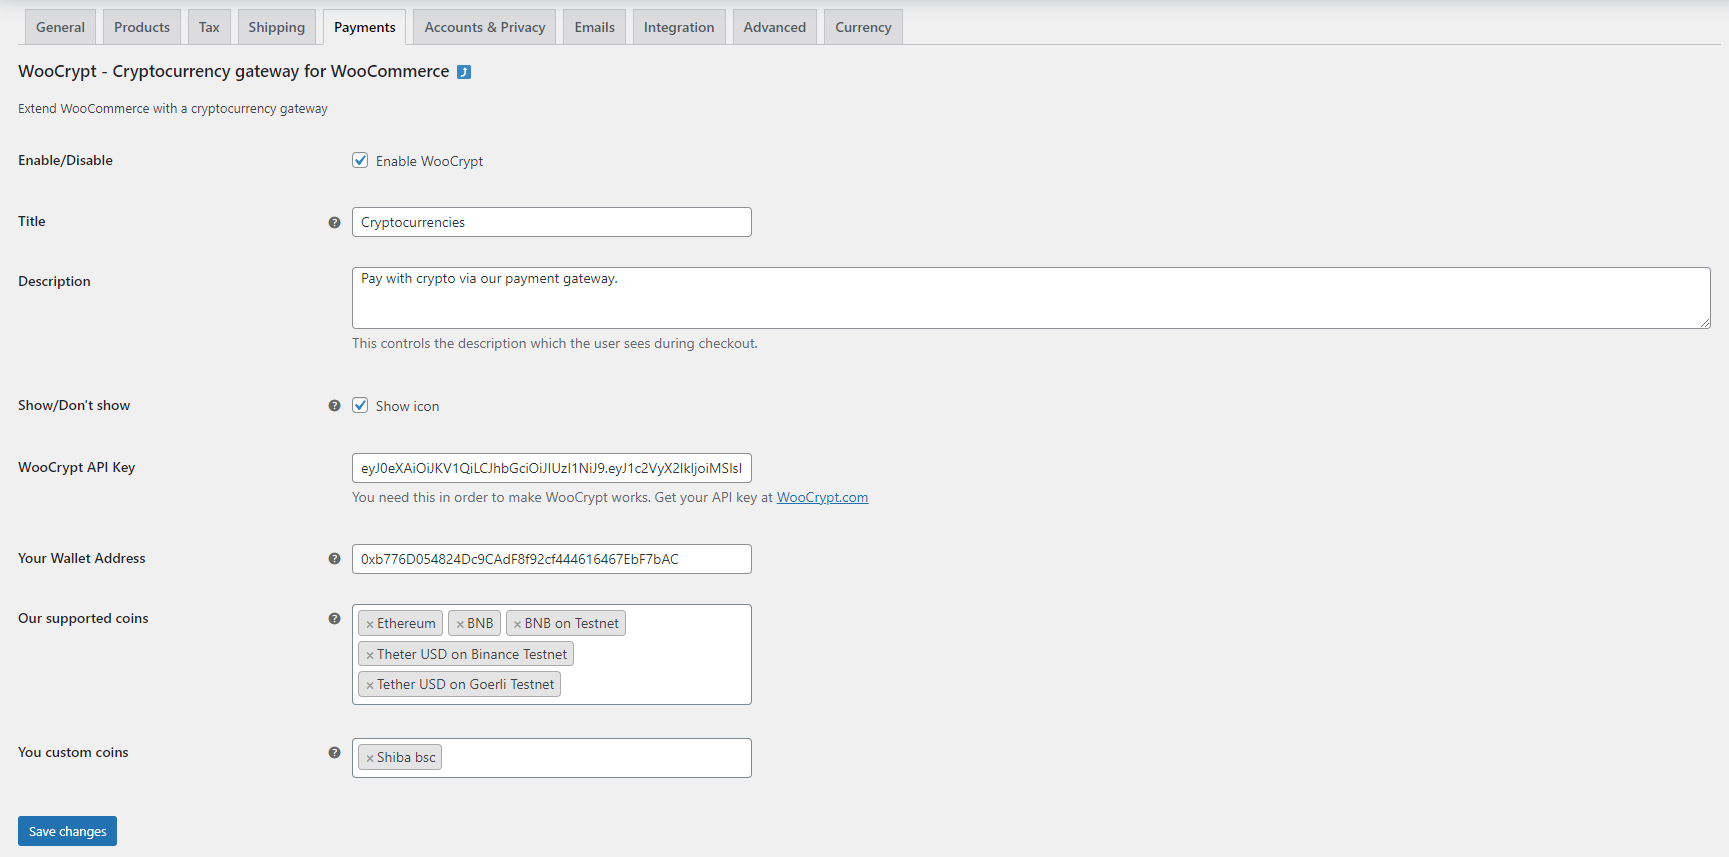 General Products Tax Shipping Payments Accounts & Privacy Emails Integration Advanced Currency
WooCrypt - Cryptocurrency gateway for WooCommerce
Extend WooCommerce with a cryptocurrency gateway
Enable/Disable Enable WooCrypt
Title Cryptocurrencies
Description Pay with crypto via our payment gateway.
This controls the description which the user sees during checkout.
Show/Don't show Show icon
WooCrypt API Key eyJ0eXAiOiJKV1QiLCJhbGciOiJIUzI1NiJ9.eyJ1c2VyX2lkIjoiMSIsI
You need this in order to make WooCrypt works. Get your API key at WooCrypt.com
Your Wallet Address 0xb776D054824Dc9CAdF8f92cf444616467EbF7bAC
Our supported coins × Ethereum × BNB × BNB on Testnet
× Theter USD on Binance Testnet
× Tether USD on Goerli Testnet
You custom coins × Shiba bsc
Save changes